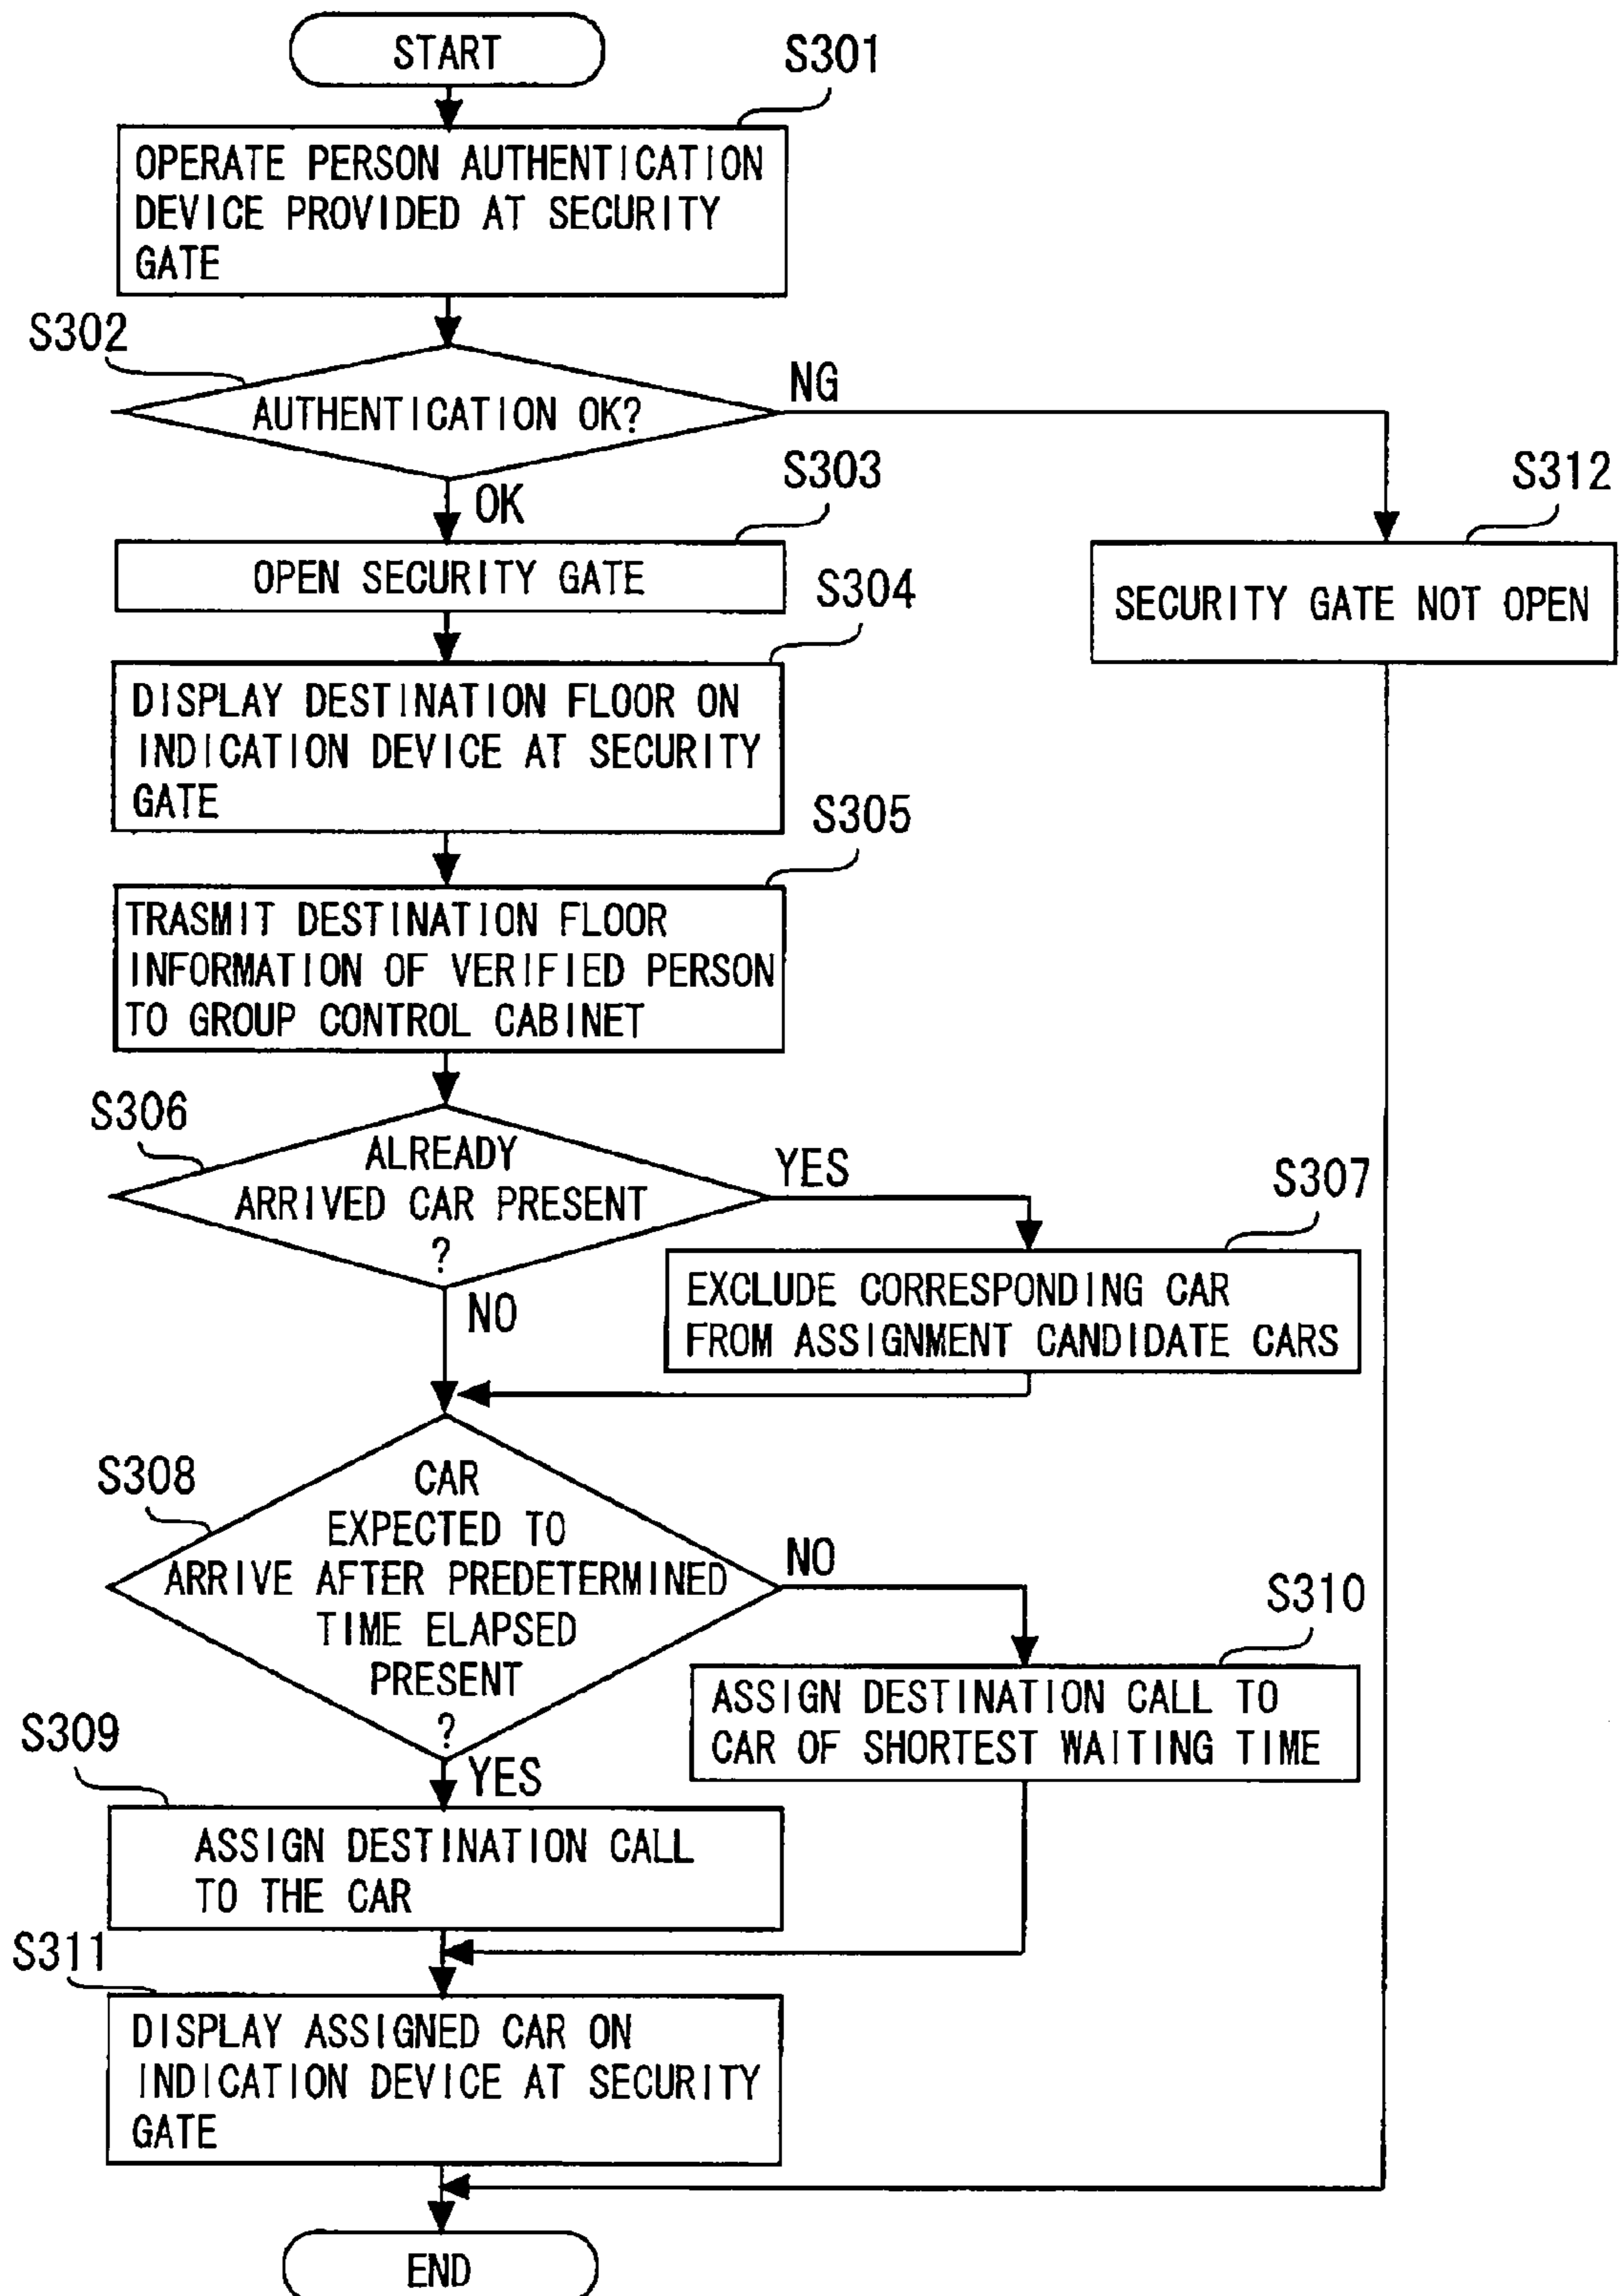 START
S301
OPERATE PERSON AUTHENTICATION
DEVICE PROVIDED AT SECURITY
GATE
S302
AUTHENTICATION OK?
NG
OK
S303
OPEN SECURITY GATE
S312
SECURITY GATE NOT OPEN
S304
DISPLAY DESTINATION FLOOR ON
INDICATION DEVICE AT SECURITY
GATE
S305
TRASMIT DESTINATION FLOOR
INFORMATION OF VERIFIED PERSON
TO GROUP CONTROL CABINET
S306
ALREADY
ARRIVED CAR PRESENT
?
YES
NO
S307
EXCLUDE CORRESPONDING CAR
FROM ASSIGNMENT CANDIDATE CARS
S308
CAR
EXPECTED TO
ARRIVE AFTER PREDETERMINED
TIME ELAPSED
PRESENT
?
NO
YES
S310
ASSIGN DESTINATION CALL TO
CAR OF SHORTEST WAITING TIME
S309
ASSIGN DESTINATION CALL
TO THE CAR
S311
DISPLAY ASSIGNED CAR ON
INDICATION DEVICE AT SECURITY
GATE
END